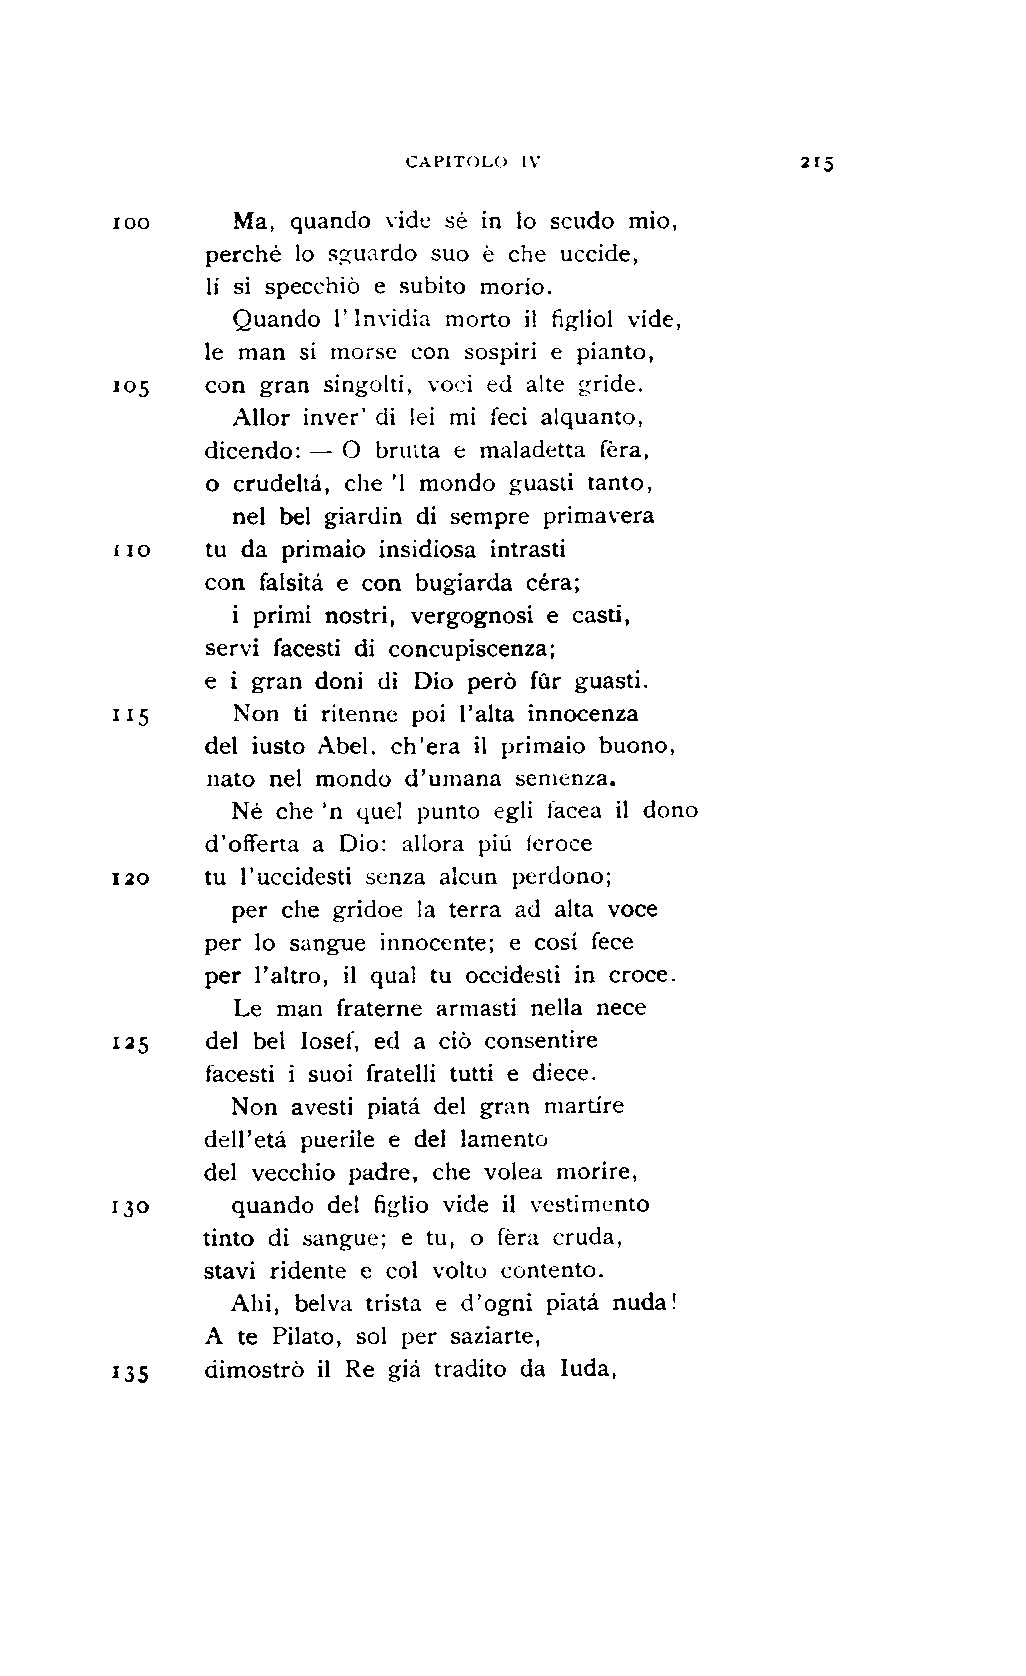 CAPITOLO IV 215
100 Ma, quando vide sé in lo scudo mio,
perché lo sguardo suo è che uccide,
lí si specchiò e subito morío.
Quando l'Invidia morto il figliol vide,
le man si morse con sospiri e pianto,
105 con gran singolti, voci ed alte gride.
Allor inver' di lei mi feci alquanto,
dicendo: — O brutta e maladetta fèra,
o crudeltá, che 'l mondo guasti tanto,
nel bel giardin di sempre primavera
110 tu da primaio insidiosa intrasti
con falsitá e con bugiarda céra;
i primi nostri, vergognosi e casti,
servi facesti di concupiscenza;
e i gran doni di Dio però fûr guasti.
115 Non ti ritenne poi l'alta innocenza
del iusto Abel, ch'era il primaio buono,
nato nel mondo d'umana semenza.
Né che 'n quel punto egli facea il dono
d'offerta a Dio: allora piú feroce
120 tu l'uccidesti senza alcun perdono;
per che gridoe la terra ad alta voce
per lo sangue innocente; e cosí fece
per l'altro, il qual tu occidesti in croce.
Le man fraterne armasti nella nece
125 del bel Iosef, ed a ciò consentire
facesti i suoi fratelli tutti e diece.
Non avesti piatá del gran martíre
dell'etá puerile e del lamento
del vecchio padre, che volea morire,
130 quando del figlio vide il vestimento
tinto di sangue; e tu, o fèra cruda,
stavi ridente e col volto contento.
Ahi, belva trista e d'ogni piatá nuda!
A te Pilato, sol per saziarte,
135 dimostrò il Re giá tradito da Iuda,